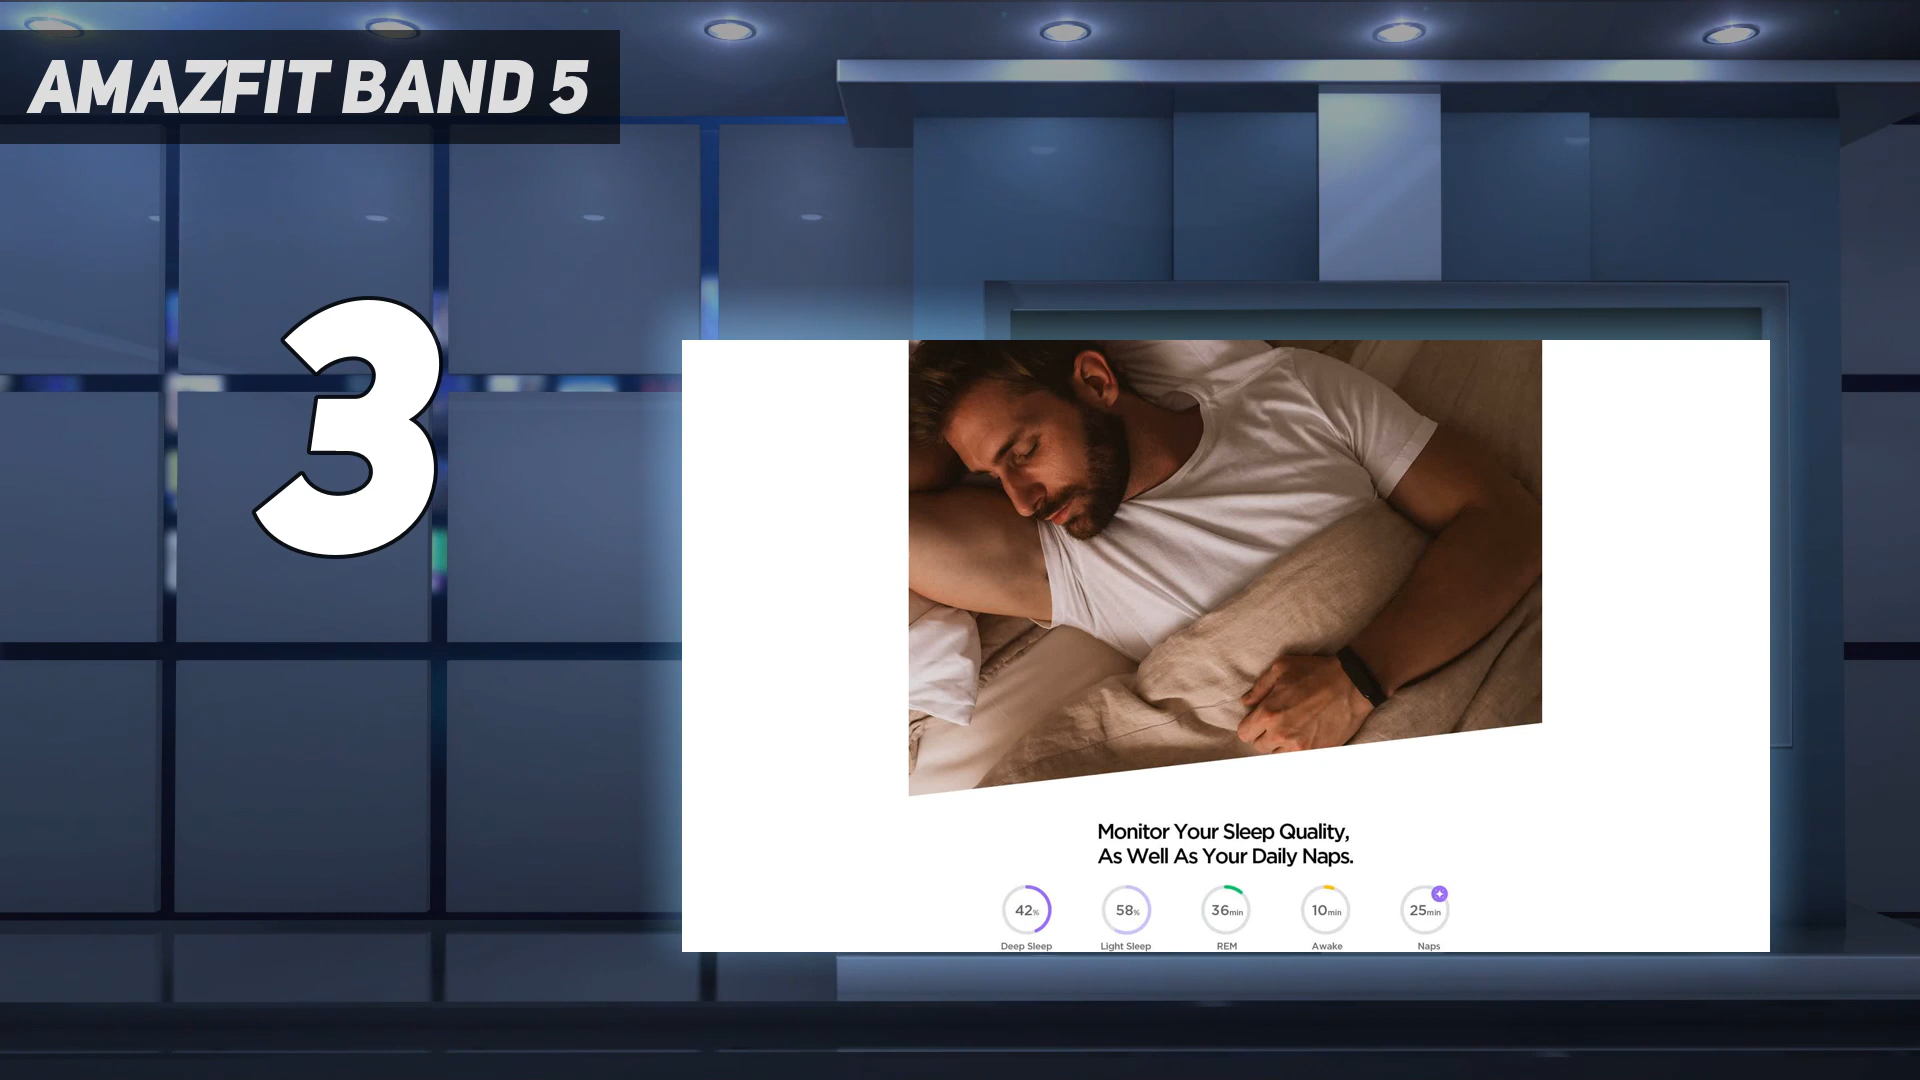 AMAZFIT BAND 5
3
Monitor Your Sleep Quality,
As Well As Your Daily Naps.
42% 58% 36min 10min 25min
Deep Sleep Light Sleep REM Awake Naps